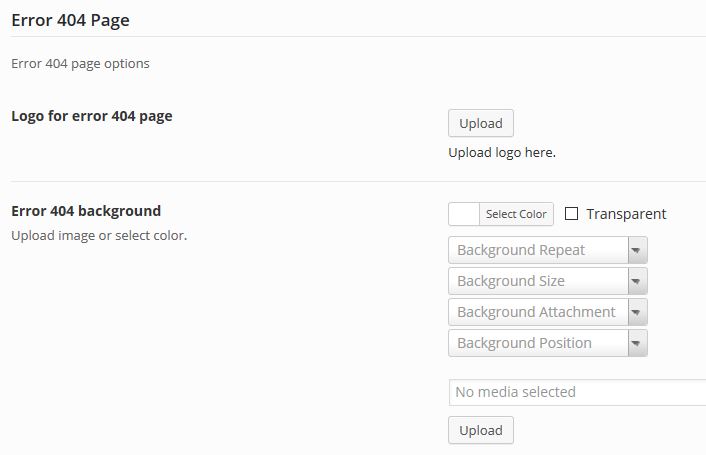 Error 404 Page
Error 404 page options
Logo for error 404 page
Upload
Upload logo here.
Error 404 background
Upload image or select color.
Select Color
Transparent
Background Repeat
Background Size
Background Attachment
Background Position
No media selected
Upload